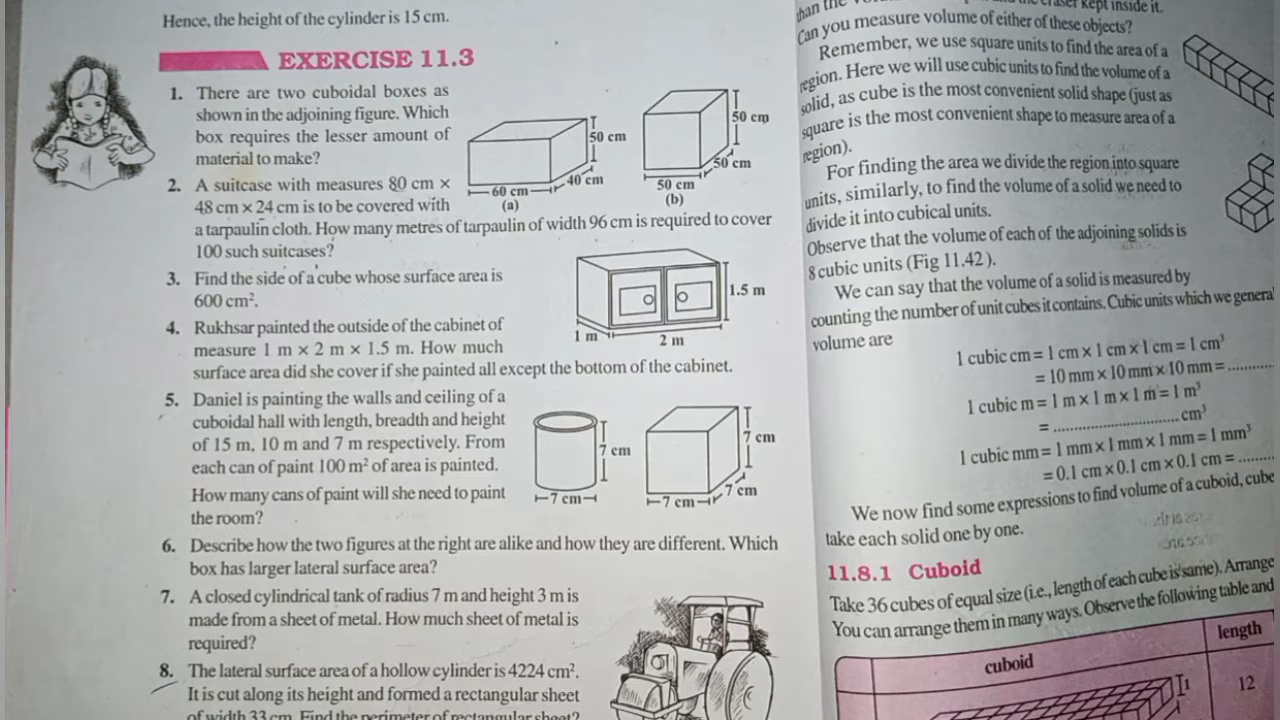 Hence, the height of the cylinder is 15 cm.
EXERCISE 11.3
1. There are two cuboidal boxes as
shown in the adjoining figure. Which
box requires the lesser amount of
material to make?
50 cm
40 cm
60 cm
(a)
50 cm
50 cm
50 cm
(b)
2. A suitcase with measures 80 cm ×
48 cm × 24 cm is to be covered with
a tarpaulin cloth. How many metres of tarpaulin of width 96 cm is required to cover
100 such suitcases?
3. Find the side of a cube whose surface area is
600 cm².
4. Rukhsar painted the outside of the cabinet of
measure 1 m × 2 m × 1.5 m. How much
surface area did she cover if she painted all except the bottom of the cabinet.
1.5 m
1 m
2 m
5. Daniel is painting the walls and ceiling of a
cuboidal hall with length, breadth and height
of 15 m, 10 m and 7 m respectively. From
each can of paint 100 m² of area is painted.
How many cans of paint will she need to paint
the room?
7 cm
7 cm
7 cm
7 cm
7 cm
6. Describe how the two figures at the right are alike and how they are different. Which
box has larger lateral surface area?
7. A closed cylindrical tank of radius 7 m and height 3 m is
made from a sheet of metal. How much sheet of metal is
required?
8. The lateral surface area of a hollow cylinder is 4224 cm².
It is cut along its height and formed a rectangular sheet
of width 33 cm. Find the perimeter of rectangular sheet?
than the eraser kept inside it.
Can you measure volume of either of these objects?
Remember, we use square units to find the area of a
region. Here we will use cubic units to find the volume of a
solid, as cube is the most convenient solid shape (just as
square is the most convenient shape to measure area of a
region).
For finding the area we divide the region into square
units, similarly, to find the volume of a solid we need to
divide it into cubical units.
Observe that the volume of each of the adjoining solids is
8 cubic units (Fig 11.42 ).
We can say that the volume of a solid is measured by
counting the number of unit cubes it contains. Cubic units which we general
volume are
1 cubic cm = 1 cm × 1 cm × 1 cm = 1 cm³
= 10 mm × 10 mm × 10 mm = ............
1 cubic m = 1 m × 1 m × 1 m = 1 m³
= ............................... cm³
1 cubic mm = 1 mm × 1 mm × 1 mm = 1 mm³
= 0.1 cm × 0.1 cm × 0.1 cm = .........
We now find some expressions to find volume of a cuboid, cube
take each solid one by one.
11.8.1 Cuboid
Take 36 cubes of equal size (i.e., length of each cube is same). Arrange
You can arrange them in many ways. Observe the following table and
cuboid
length
1
12